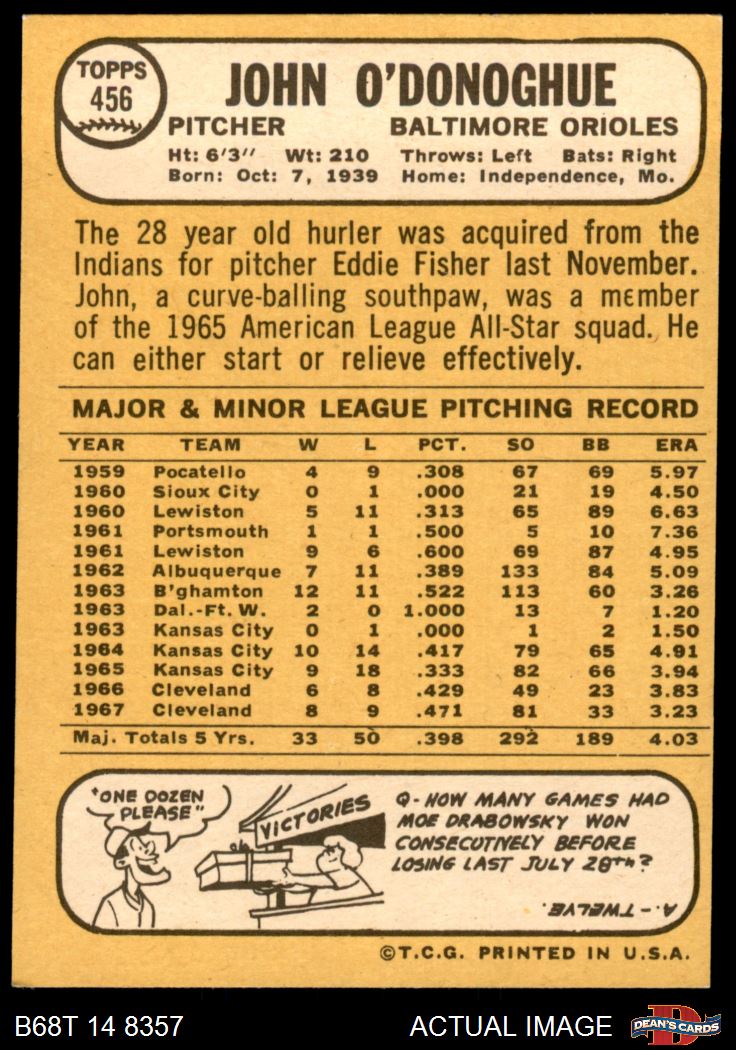 TOPPS
456
JOHN O'DONOGHUE
PITCHER BALTIMORE ORIOLES
Ht: 6'3" Wt: 210 Throws: Left Bats: Right
Born: Oct: 7, 1939 Home: Independence, Mo.
The 28 year old hurler was acquired from the
Indians for pitcher Eddie Fisher last November.
John, a curve-balling southpaw, was a member
of the 1965 American League All-Star squad. He
can either start or relieve effectively.
MAJOR & MINOR LEAGUE PITCHING RECORD
YEAR TEAM W L PCT. SO BB ERA
1959 Pocatello 4 9 .308 67 69 5.97
1960 Sioux City 0 1 .000 21 19 4.50
1960 Lewiston 5 11 .313 65 89 6.63
1961 Portsmouth 1 1 .500 5 10 7.36
1961 Lewiston 9 6 .600 69 87 4.95
1962 Albuquerque 7 11 .389 133 84 5.09
1963 B'ghamton 12 11 .522 113 60 3.26
1963 Dal.-Ft. W. 2 0 1.000 13 7 1.20
1963 Kansas City 0 1 .000 1 2 1.50
1964 Kansas City 10 14 .417 79 65 4.91
1965 Kansas City 9 18 .333 82 66 3.94
1966 Cleveland 6 8 .429 49 23 3.83
1967 Cleveland 8 9 .471 81 33 3.23
Maj. Totals 5 Yrs. 33 50 .398 292 189 4.03
"ONE DOZEN
PLEASE"
VICTORIES
Q-HOW MANY GAMES HAD
MOE DRABOWSKY WON
CONSECUTIVELY BEFORE
LOSING LAST JULY 28TH?
A.-TWELVE.
©T.C.G. PRINTED IN U.S.A.
B68T 14 8357 ACTUAL IMAGE
D
DEAN'S CARDS